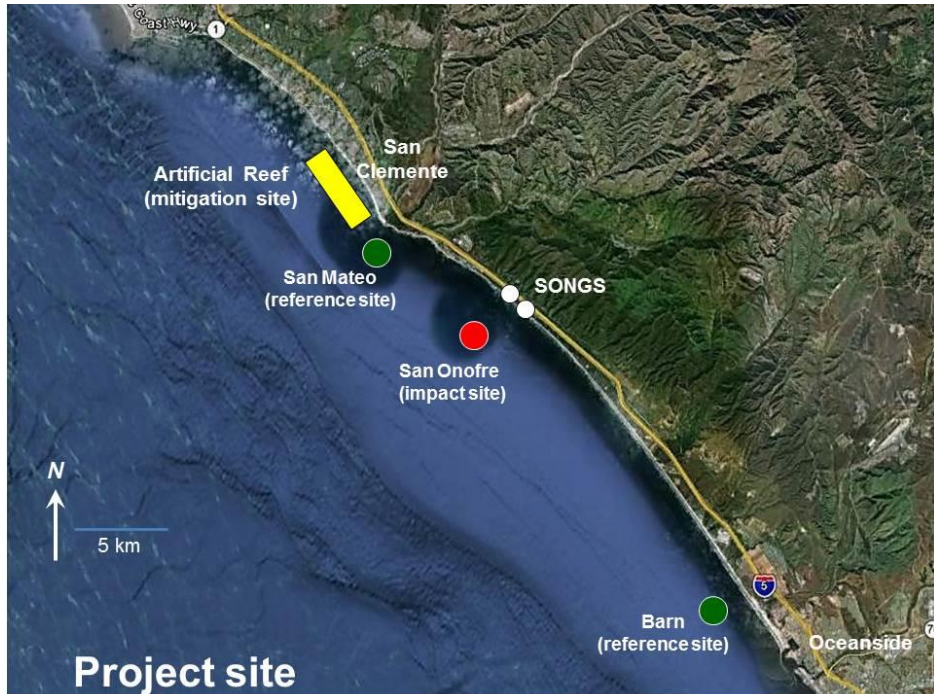 Coast Hwy
1
San
Clemente
Artificial Reef
(mitigation site)
San Mateo
(reference site)
SONGS
San Onofre
(impact site)
N
5 km
5
Barn
(reference site)
Oceanside
7
Project site